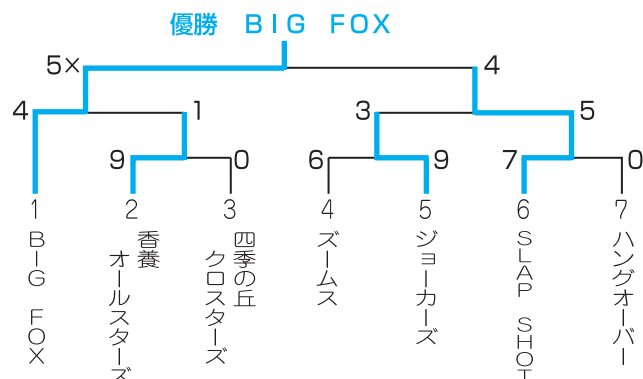 優勝　BIG FOX
5×
4
4
1
3
5
9
0
6
9
7
0
1
2
3
4
5
6
7
BIG FOX
香養
オールスターズ
四季の丘
クロスターズ
ズームス
ジョーカーズ
SLAP SHOT
ハングオーバー